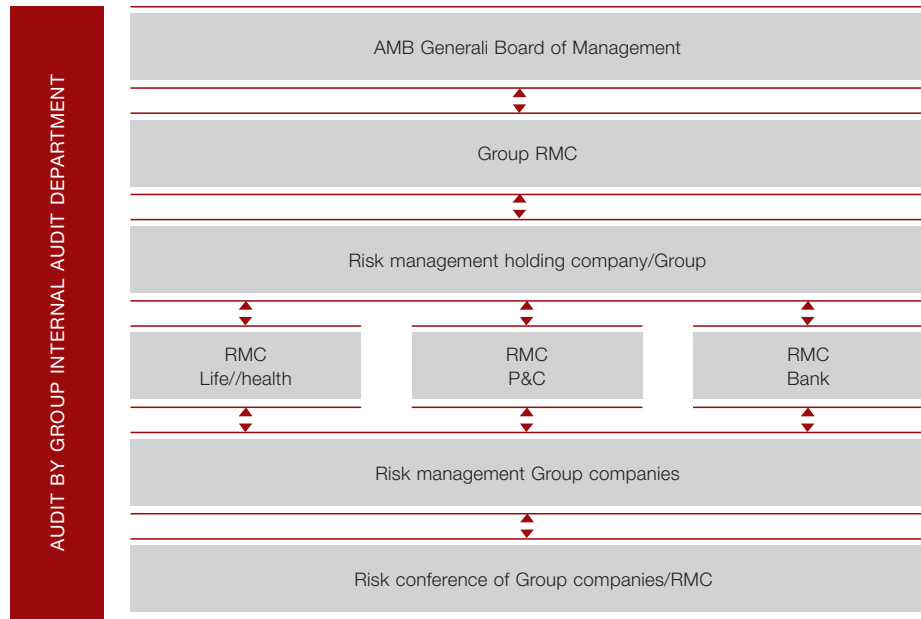 AUDIT BY GROUP INTERNAL AUDIT DEPARTMENT
AMB Generali Board of Management
Group RMC
Risk management holding company/Group
RMC
Life//health
RMC
P&C
RMC
Bank
Risk management Group companies
Risk conference of Group companies/RMC